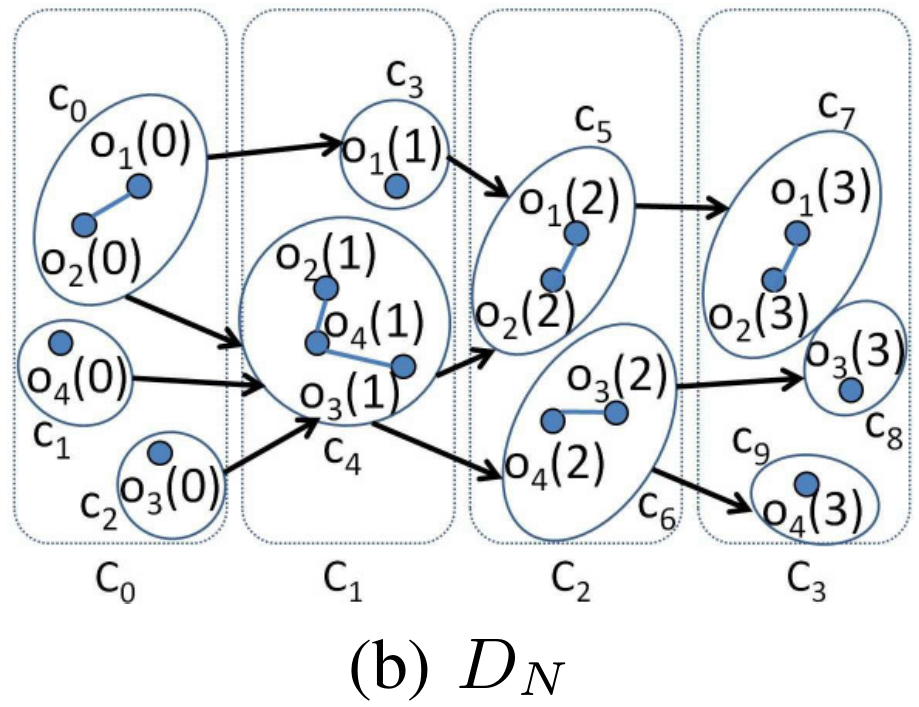 c₀
o₁(0)
o₂(0)
o₄(0)
c₁
o₃(0)
c₂
C₀
c₃
o₁(1)
o₂(1)
o₄(1)
o₃(1)
c₄
C₁
c₅
o₁(2)
o₂(2)
o₃(2)
o₄(2)
c₆
C₂
c₇
o₁(3)
o₂(3)
o₃(3)
c₈
c₉
o₄(3)
C₃
(b) D_N